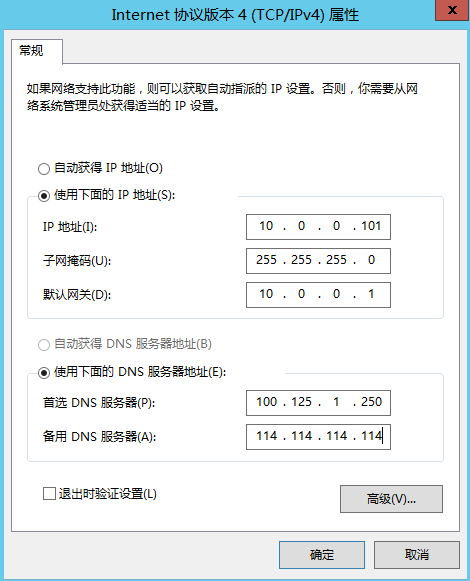 Internet 协议版本 4 (TCP/IPv4) 属性
x
常规
如果网络支持此功能，则可以获取自动指派的 IP 设置。否则，你需要从网
络系统管理员处获得适当的 IP 设置。
自动获得 IP 地址(O)
使用下面的 IP 地址(S):
IP 地址(I): 10 . 0 . 0 . 101
子网掩码(U): 255 . 255 . 255 . 0
默认网关(D): 10 . 0 . 0 . 1
自动获得 DNS 服务器地址(B)
使用下面的 DNS 服务器地址(E):
首选 DNS 服务器(P): 100 . 125 . 1 . 250
备用 DNS 服务器(A): 114 . 114 . 114 . 114
退出时验证设置(L)
高级(V)...
确定 取消